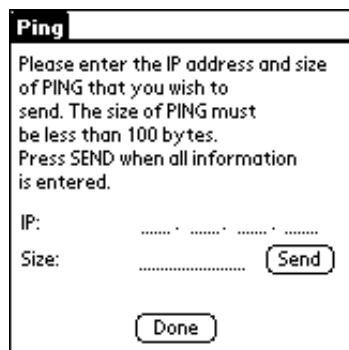 Ping
Please enter the IP address and size
of PING that you wish to
send. The size of PING must
be less than 100 bytes.
Press SEND when all information
is entered.
IP: . . .
Size: Send
Done